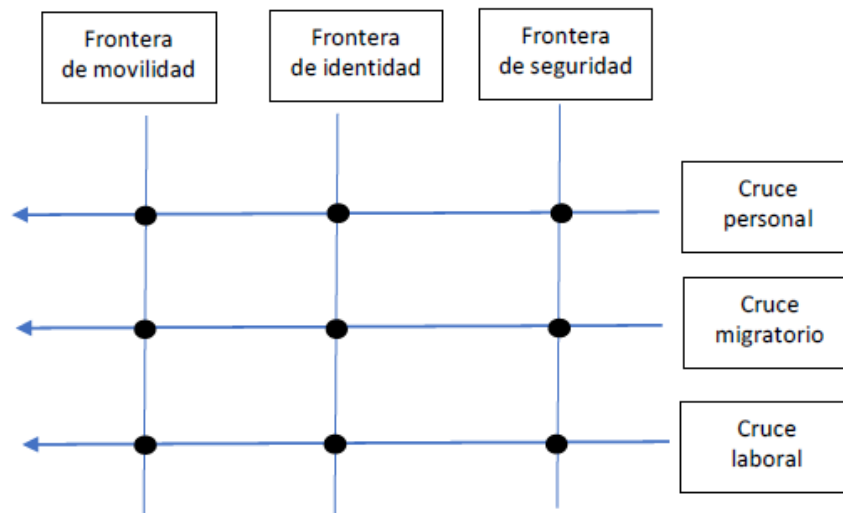 Frontera
de movilidad
Frontera
de identidad
Frontera
de seguridad
Cruce
personal
Cruce
migratorio
Cruce
laboral